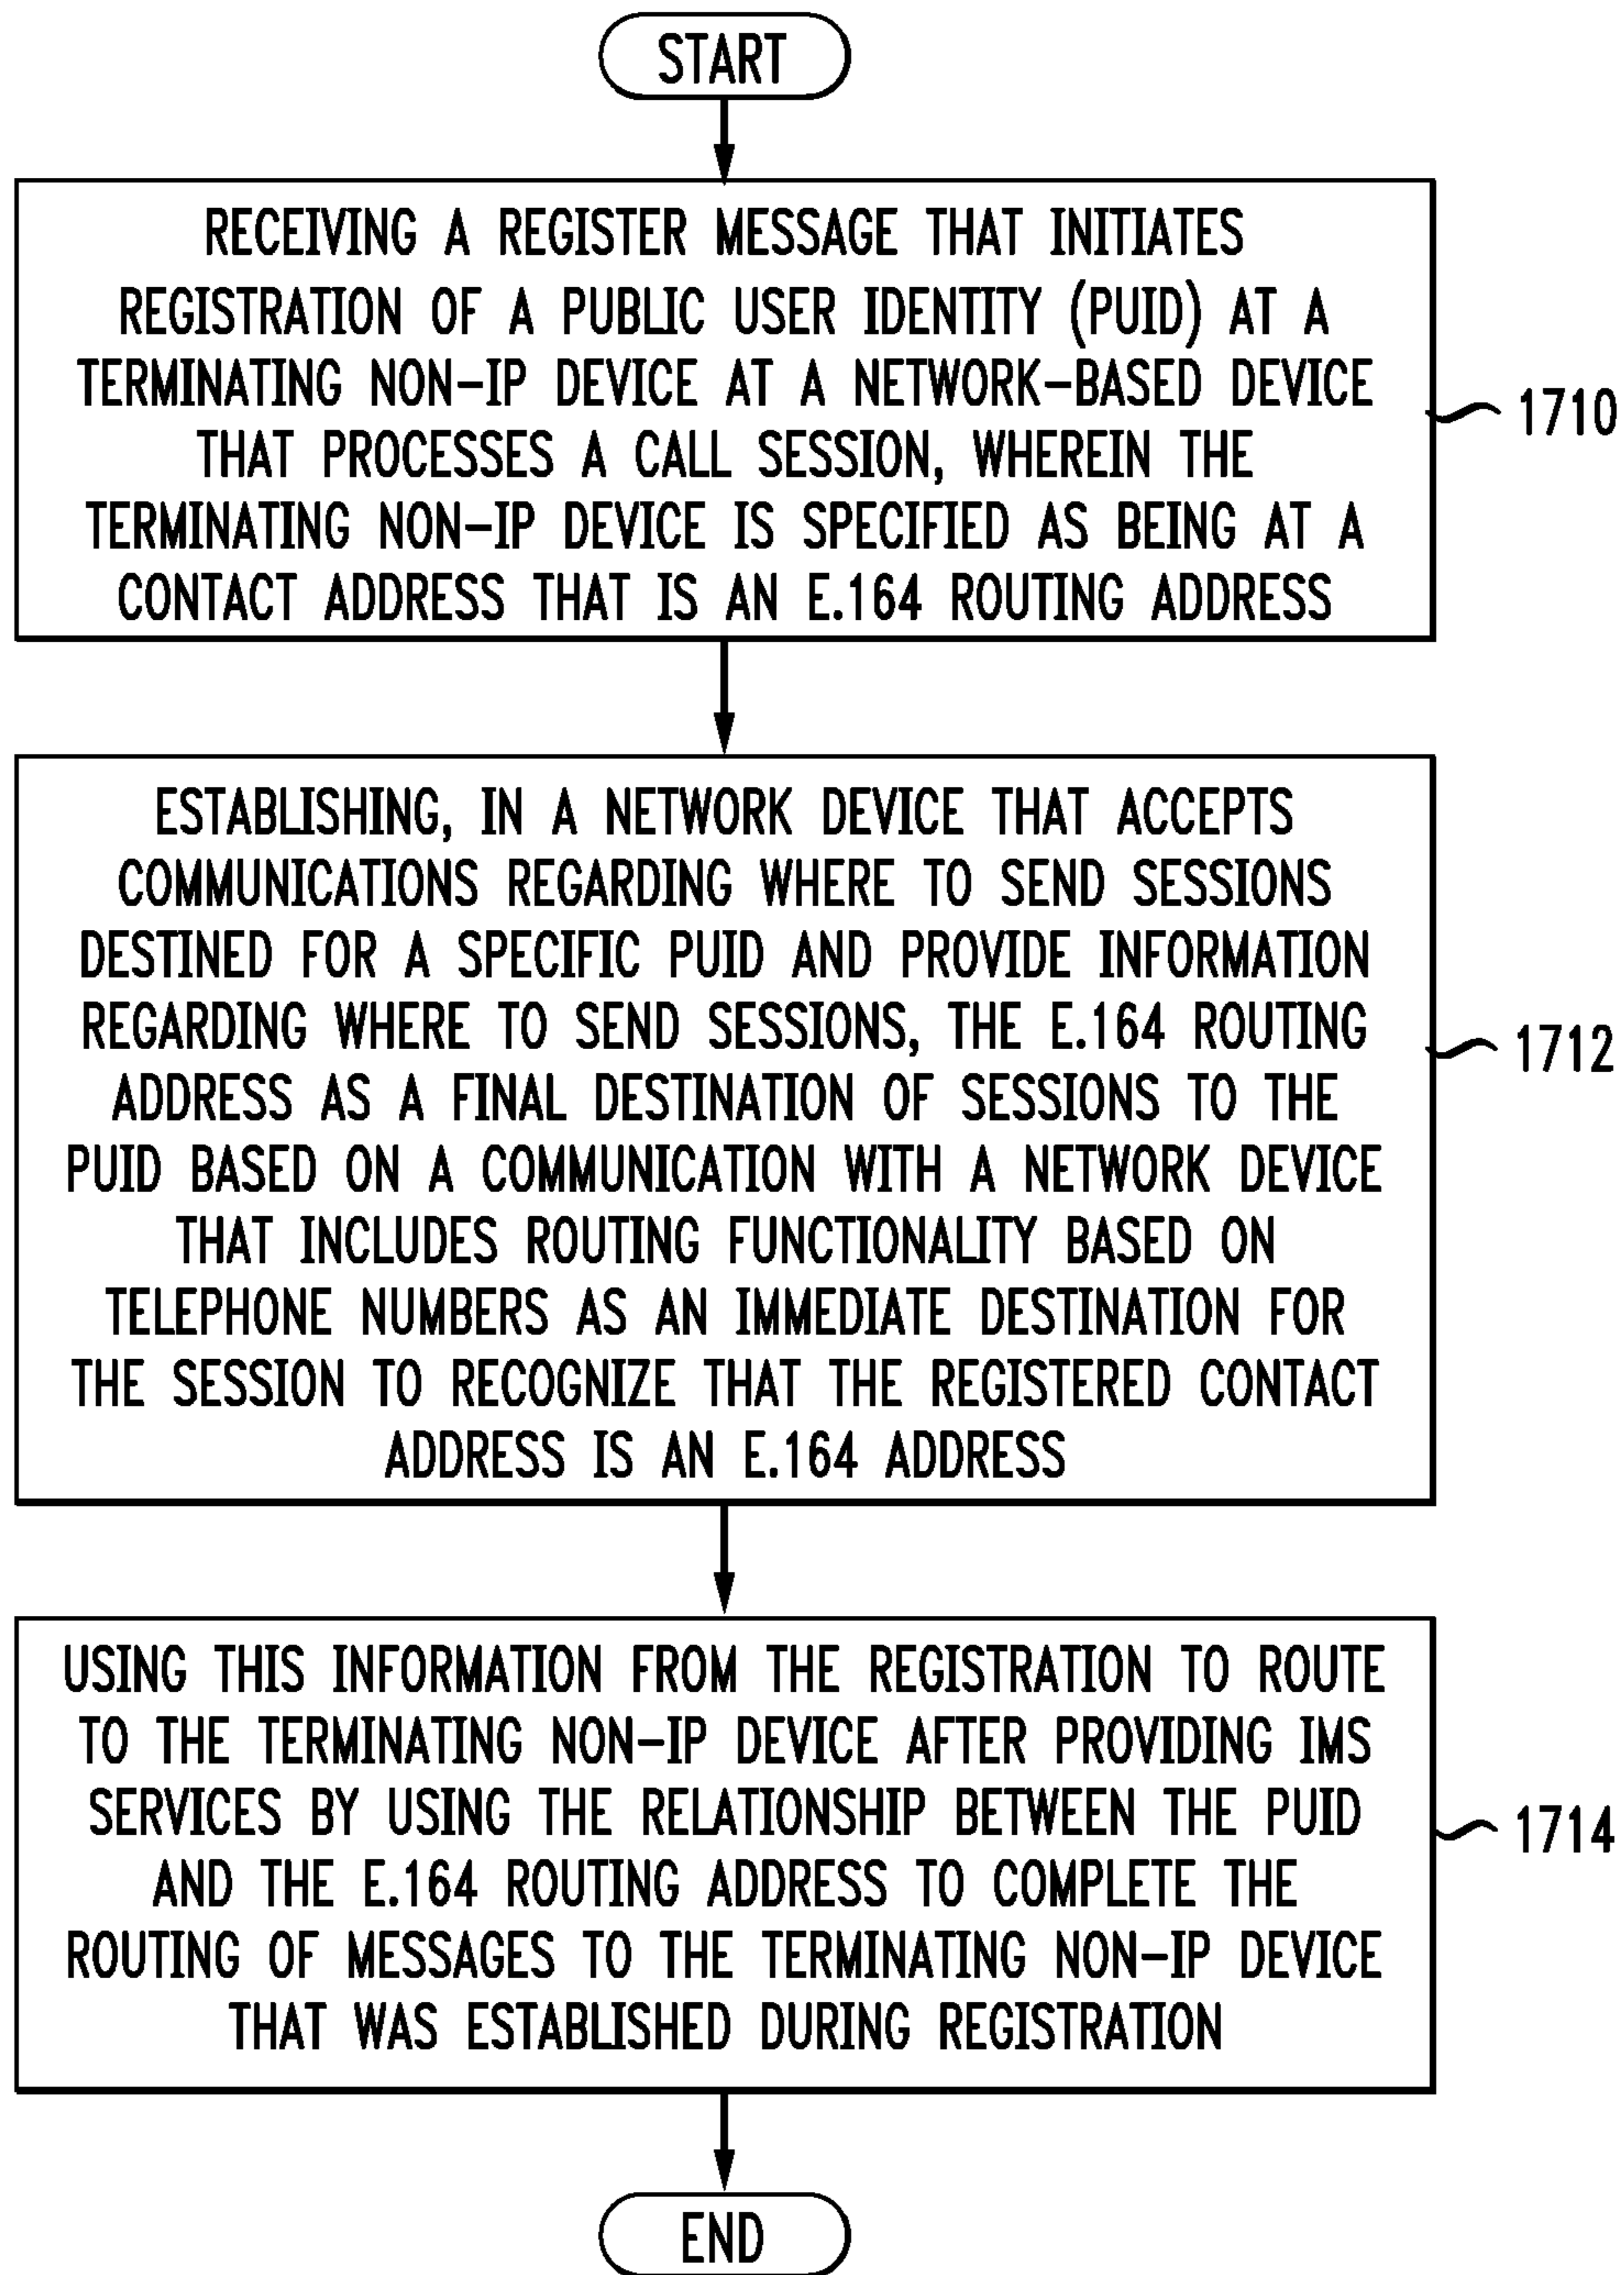 START
RECEIVING A REGISTER MESSAGE THAT INITIATES
REGISTRATION OF A PUBLIC USER IDENTITY (PUID) AT A
TERMINATING NON-IP DEVICE AT A NETWORK-BASED DEVICE
THAT PROCESSES A CALL SESSION, WHEREIN THE
TERMINATING NON-IP DEVICE IS SPECIFIED AS BEING AT A
CONTACT ADDRESS THAT IS AN E.164 ROUTING ADDRESS
1710
ESTABLISHING, IN A NETWORK DEVICE THAT ACCEPTS
COMMUNICATIONS REGARDING WHERE TO SEND SESSIONS
DESTINED FOR A SPECIFIC PUID AND PROVIDE INFORMATION
REGARDING WHERE TO SEND SESSIONS, THE E.164 ROUTING
ADDRESS AS A FINAL DESTINATION OF SESSIONS TO THE
PUID BASED ON A COMMUNICATION WITH A NETWORK DEVICE
THAT INCLUDES ROUTING FUNCTIONALITY BASED ON
TELEPHONE NUMBERS AS AN IMMEDIATE DESTINATION FOR
THE SESSION TO RECOGNIZE THAT THE REGISTERED CONTACT
ADDRESS IS AN E.164 ADDRESS
1712
USING THIS INFORMATION FROM THE REGISTRATION TO ROUTE
TO THE TERMINATING NON-IP DEVICE AFTER PROVIDING IMS
SERVICES BY USING THE RELATIONSHIP BETWEEN THE PUID
AND THE E.164 ROUTING ADDRESS TO COMPLETE THE
ROUTING OF MESSAGES TO THE TERMINATING NON-IP DEVICE
THAT WAS ESTABLISHED DURING REGISTRATION
1714
END